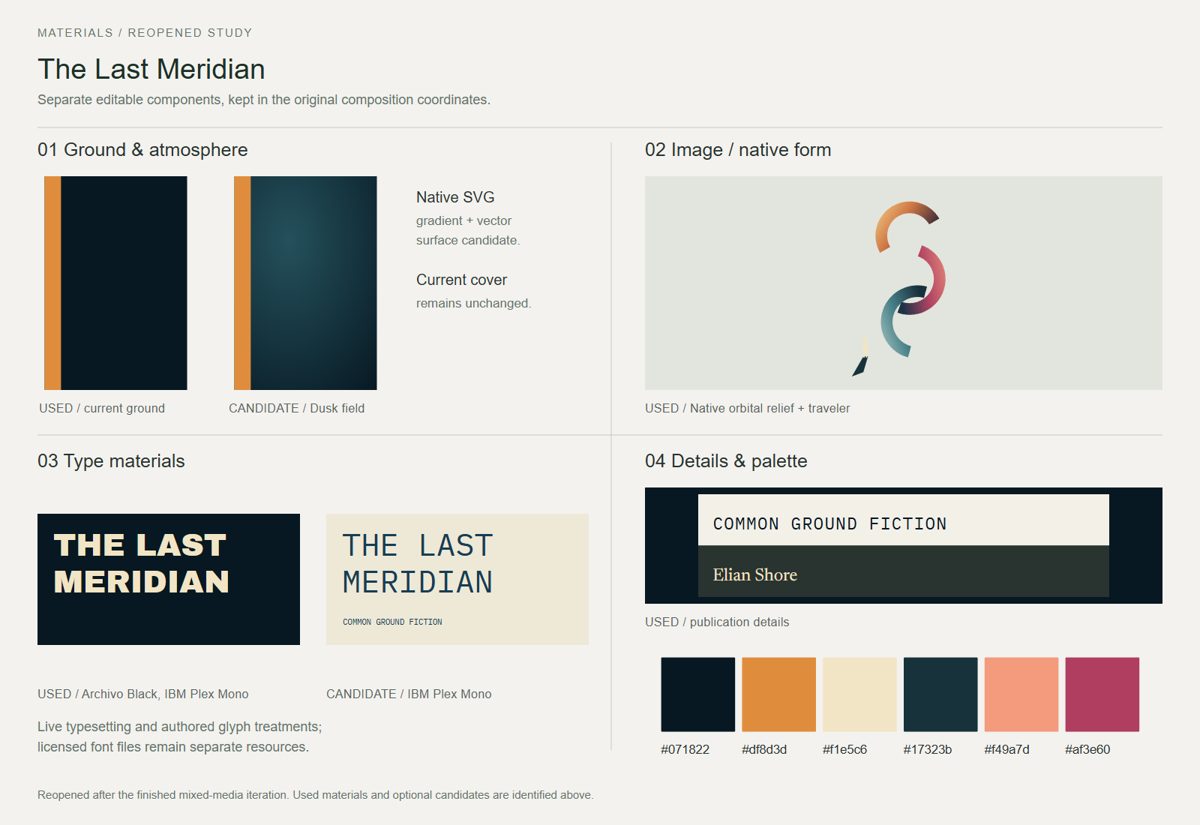 MATERIALS / REOPENED STUDY
The Last Meridian
Separate editable components, kept in the original composition coordinates.
01 Ground & atmosphere
Native SVG
gradient + vector
surface candidate.
Current cover
remains unchanged.
USED / current ground
CANDIDATE / Dusk field
02 Image / native form
USED / Native orbital relief + traveler
03 Type materials
THE LAST
MERIDIAN
THE LAST
MERIDIAN
COMMON GROUND FICTION
USED / Archivo Black, IBM Plex Mono
CANDIDATE / IBM Plex Mono
Live typesetting and authored glyph treatments;
licensed font files remain separate resources.
04 Details & palette
COMMON GROUND FICTION
Elian Shore
USED / publication details
#071822
#df8d3d
#f1e5c6
#17323b
#f49a7d
#af3e60
Reopened after the finished mixed-media iteration. Used materials and optional candidates are identified above.